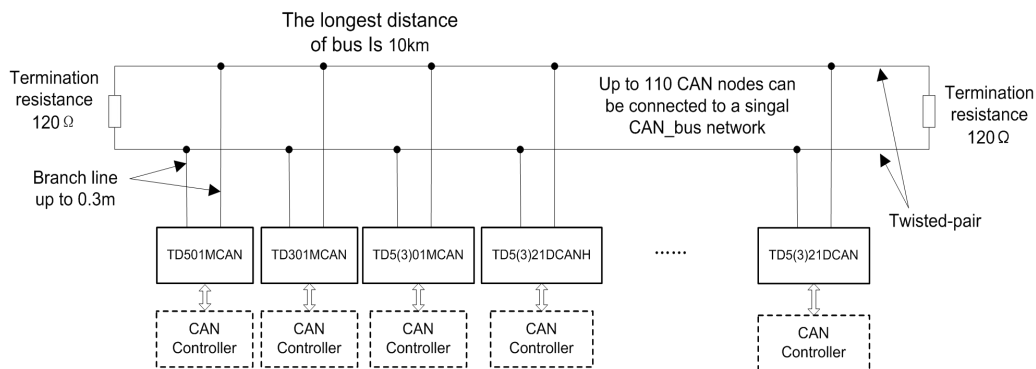 The longest distance
of bus Is 10km
Termination
resistance
120Ω
Up to 110 CAN nodes can
be connected to a singal
CAN_bus network
Termination
resistance
120Ω
Branch line
up to 0.3m
Twisted-pair
TD501MCAN
TD301MCAN
TD5(3)01MCAN
TD5(3)21DCANH
······
TD5(3)21DCAN
CAN
Controller
CAN
Controller
CAN
Controller
CAN
Controller
CAN
Controller